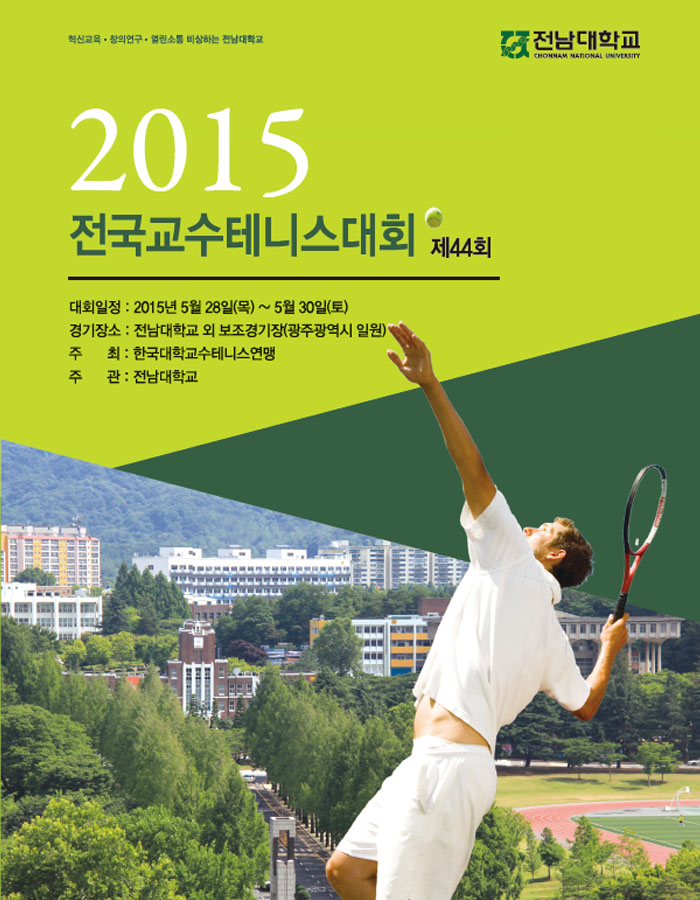 혁신교육 · 창의연구 · 열린소통 비상하는 전남대학교
전남대학교
CHONNAM NATIONAL UNIVERSITY
2015
전국교수테니스대회 제44회
대회일정 : 2015년 5월 28일(목) ~ 5월 30일(토)
경기장소 : 전남대학교 외 보조경기장(광주광역시 일원)
주 최 : 한국대학교수테니스연맹
주 관 : 전남대학교